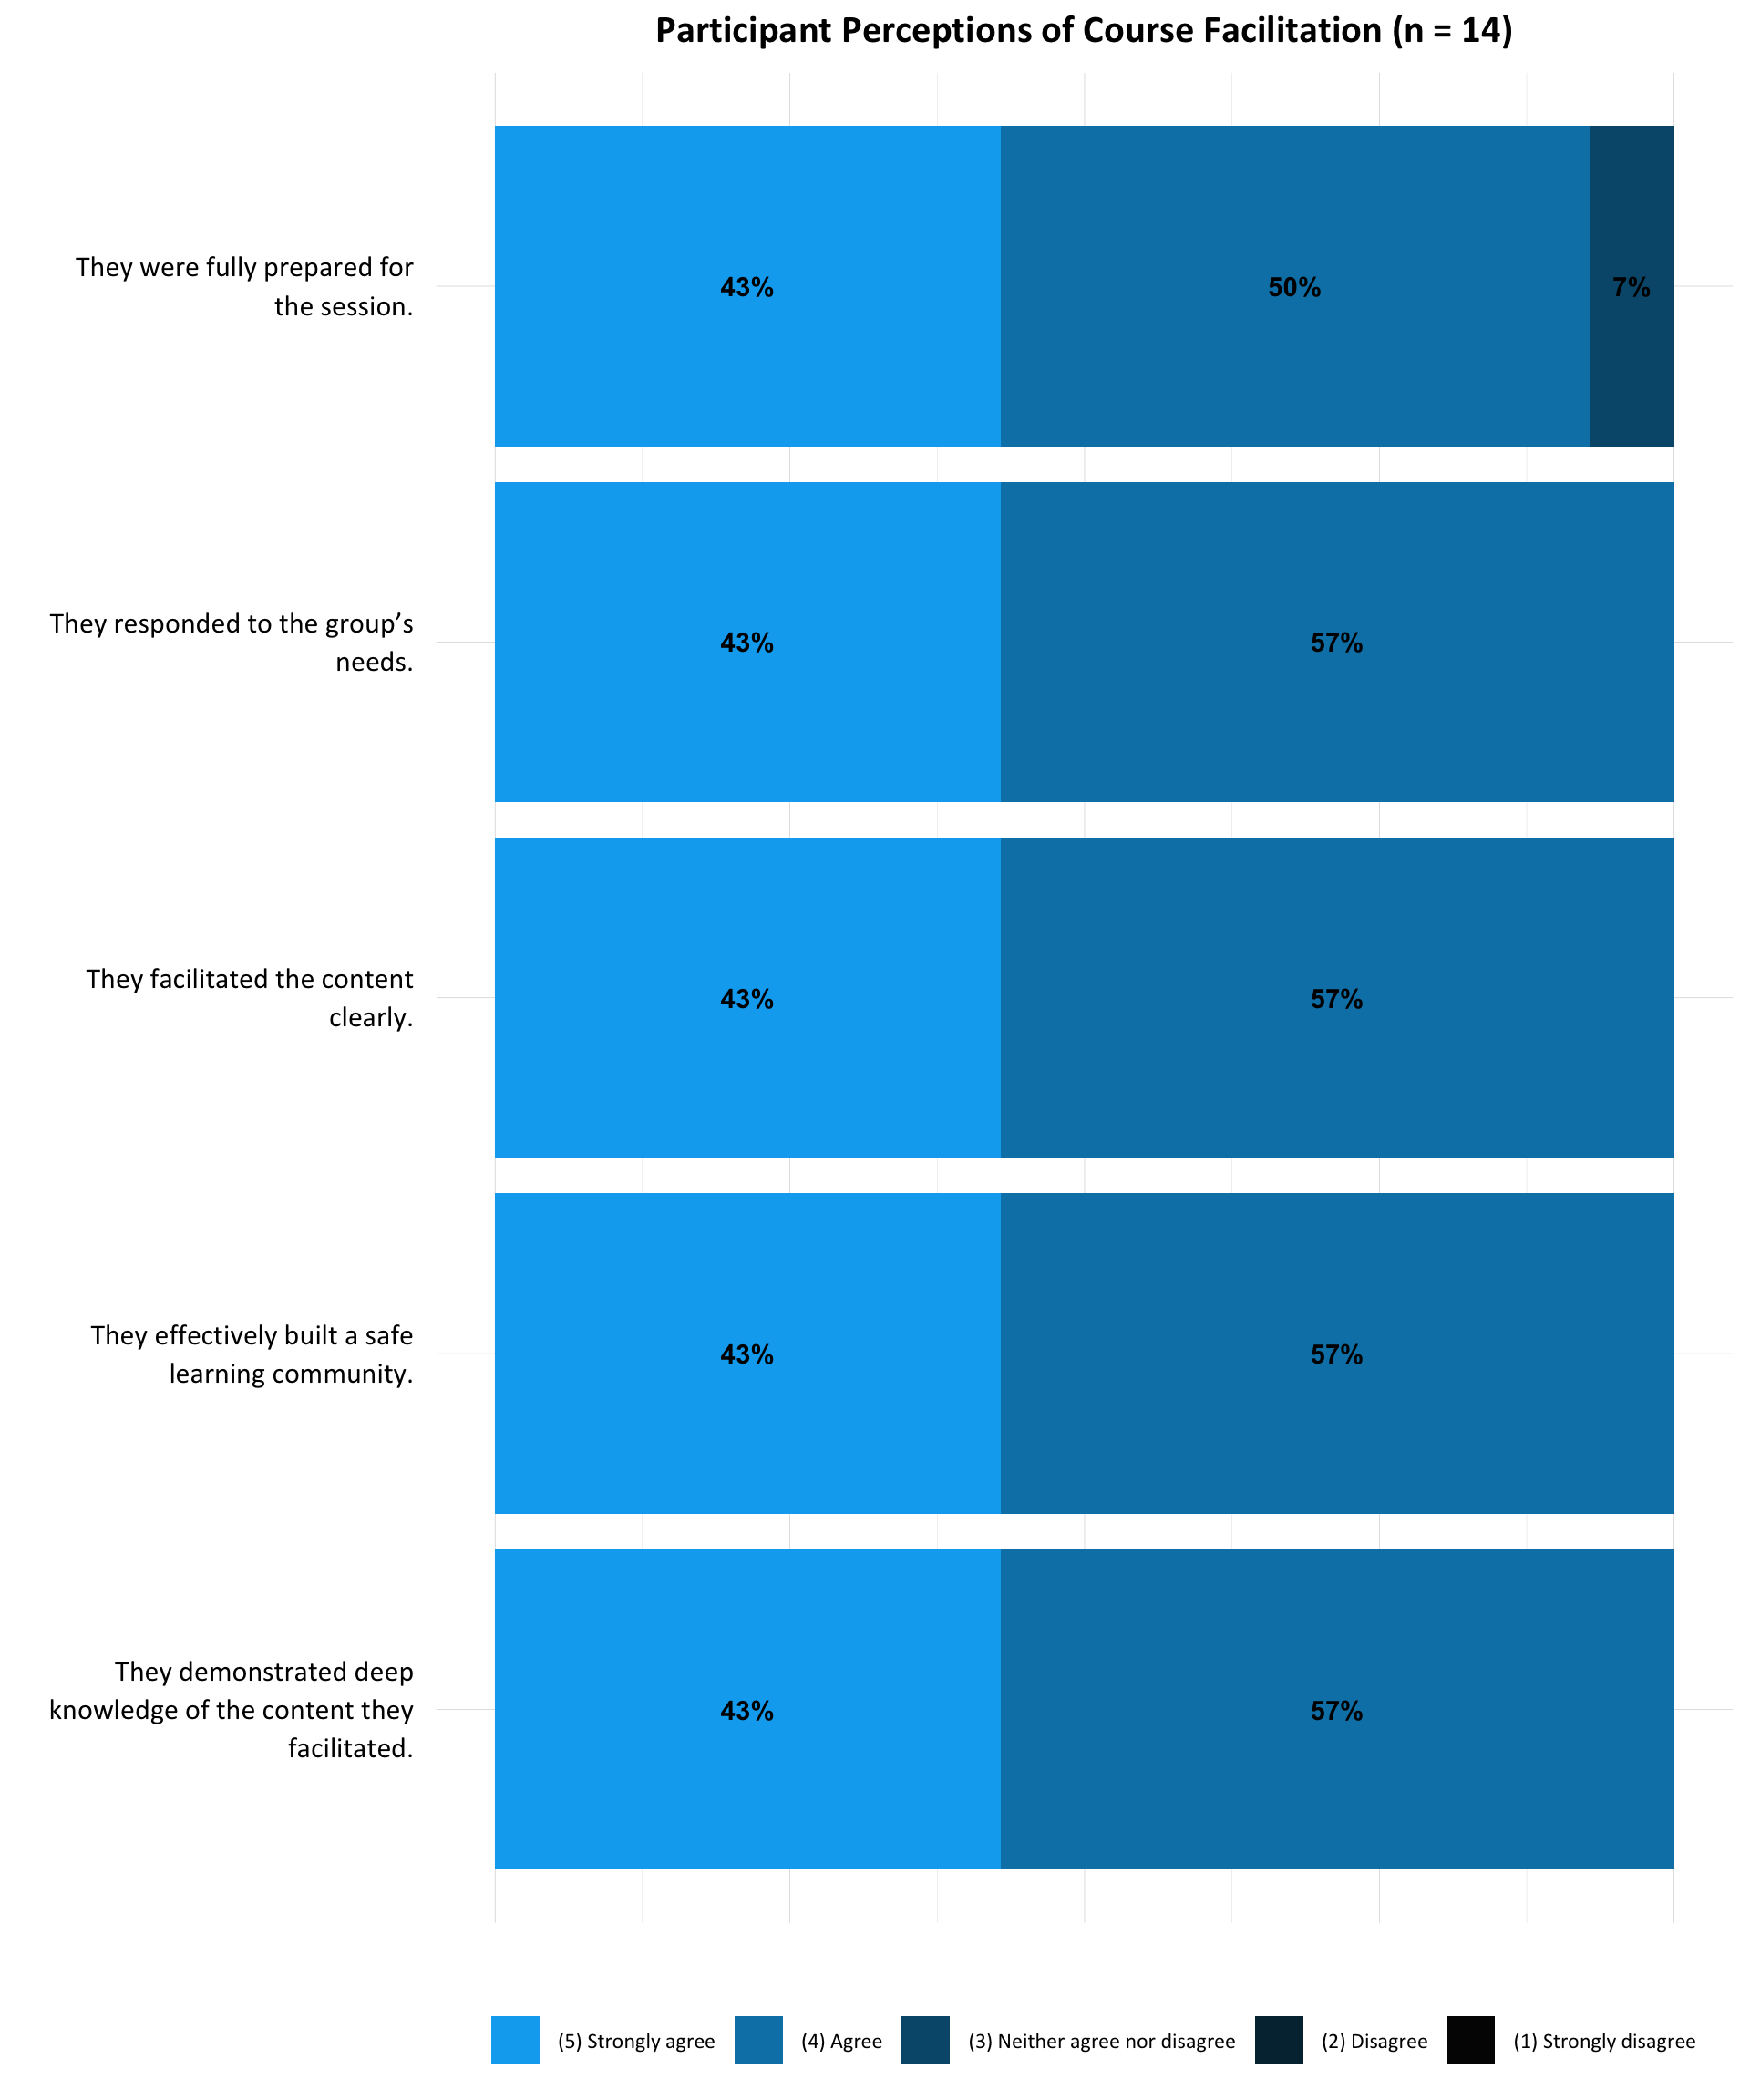 Participant Perceptions of Course Facilitation (n = 14)
They were fully prepared for
the session.
43%
50%
7%
They responded to the group’s
needs.
43%
57%
They facilitated the content
clearly.
43%
57%
They effectively built a safe
learning community.
43%
57%
They demonstrated deep
knowledge of the content they
facilitated.
43%
57%
(5) Strongly agree
(4) Agree
(3) Neither agree nor disagree
(2) Disagree
(1) Strongly disagree